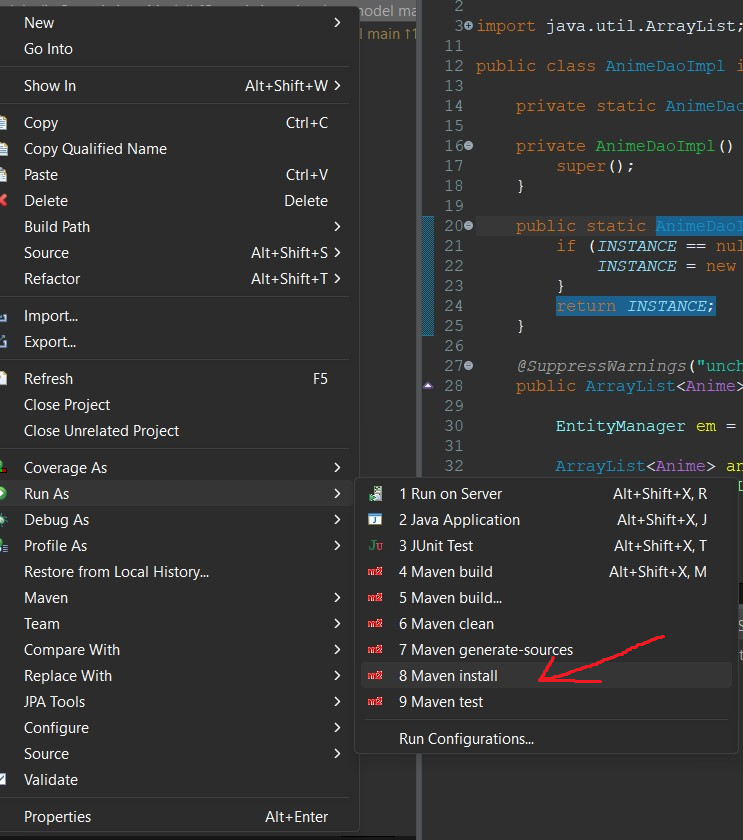 model ma
l main ↑1
New
Go Into
Show In Alt+Shift+W >
Copy Ctrl+C
Copy Qualified Name
Paste Ctrl+V
Delete Delete
Build Path >
Source Alt+Shift+S >
Refactor Alt+Shift+T >
Import...
Export...
Refresh F5
Close Project
Close Unrelated Project
Coverage As >
Run As >
Debug As >
Profile As >
Restore from Local History...
Maven >
Team >
Compare With >
Replace With >
JPA Tools >
Configure >
Source >
Validate
Properties Alt+Enter
1 Run on Server Alt+Shift+X, R
2 Java Application Alt+Shift+X, J
3 JUnit Test Alt+Shift+X, T
4 Maven build Alt+Shift+X, M
5 Maven build...
6 Maven clean
7 Maven generate-sources
8 Maven install
9 Maven test
Run Configurations...
2
3 import java.util.ArrayList;
11
12 public class AnimeDaoImpl i
13
14 private static AnimeDao
15
16 private AnimeDaoImpl()
17 super();
18 }
19
20 public static AnimeDaoI
21 if (INSTANCE == nul
22 INSTANCE = new
23 }
24 return INSTANCE;
25 }
26
27 @SuppressWarnings("unch
28 public ArrayList<Anime>
29
30 EntityManager em =
31
32 ArrayList<Anime> an